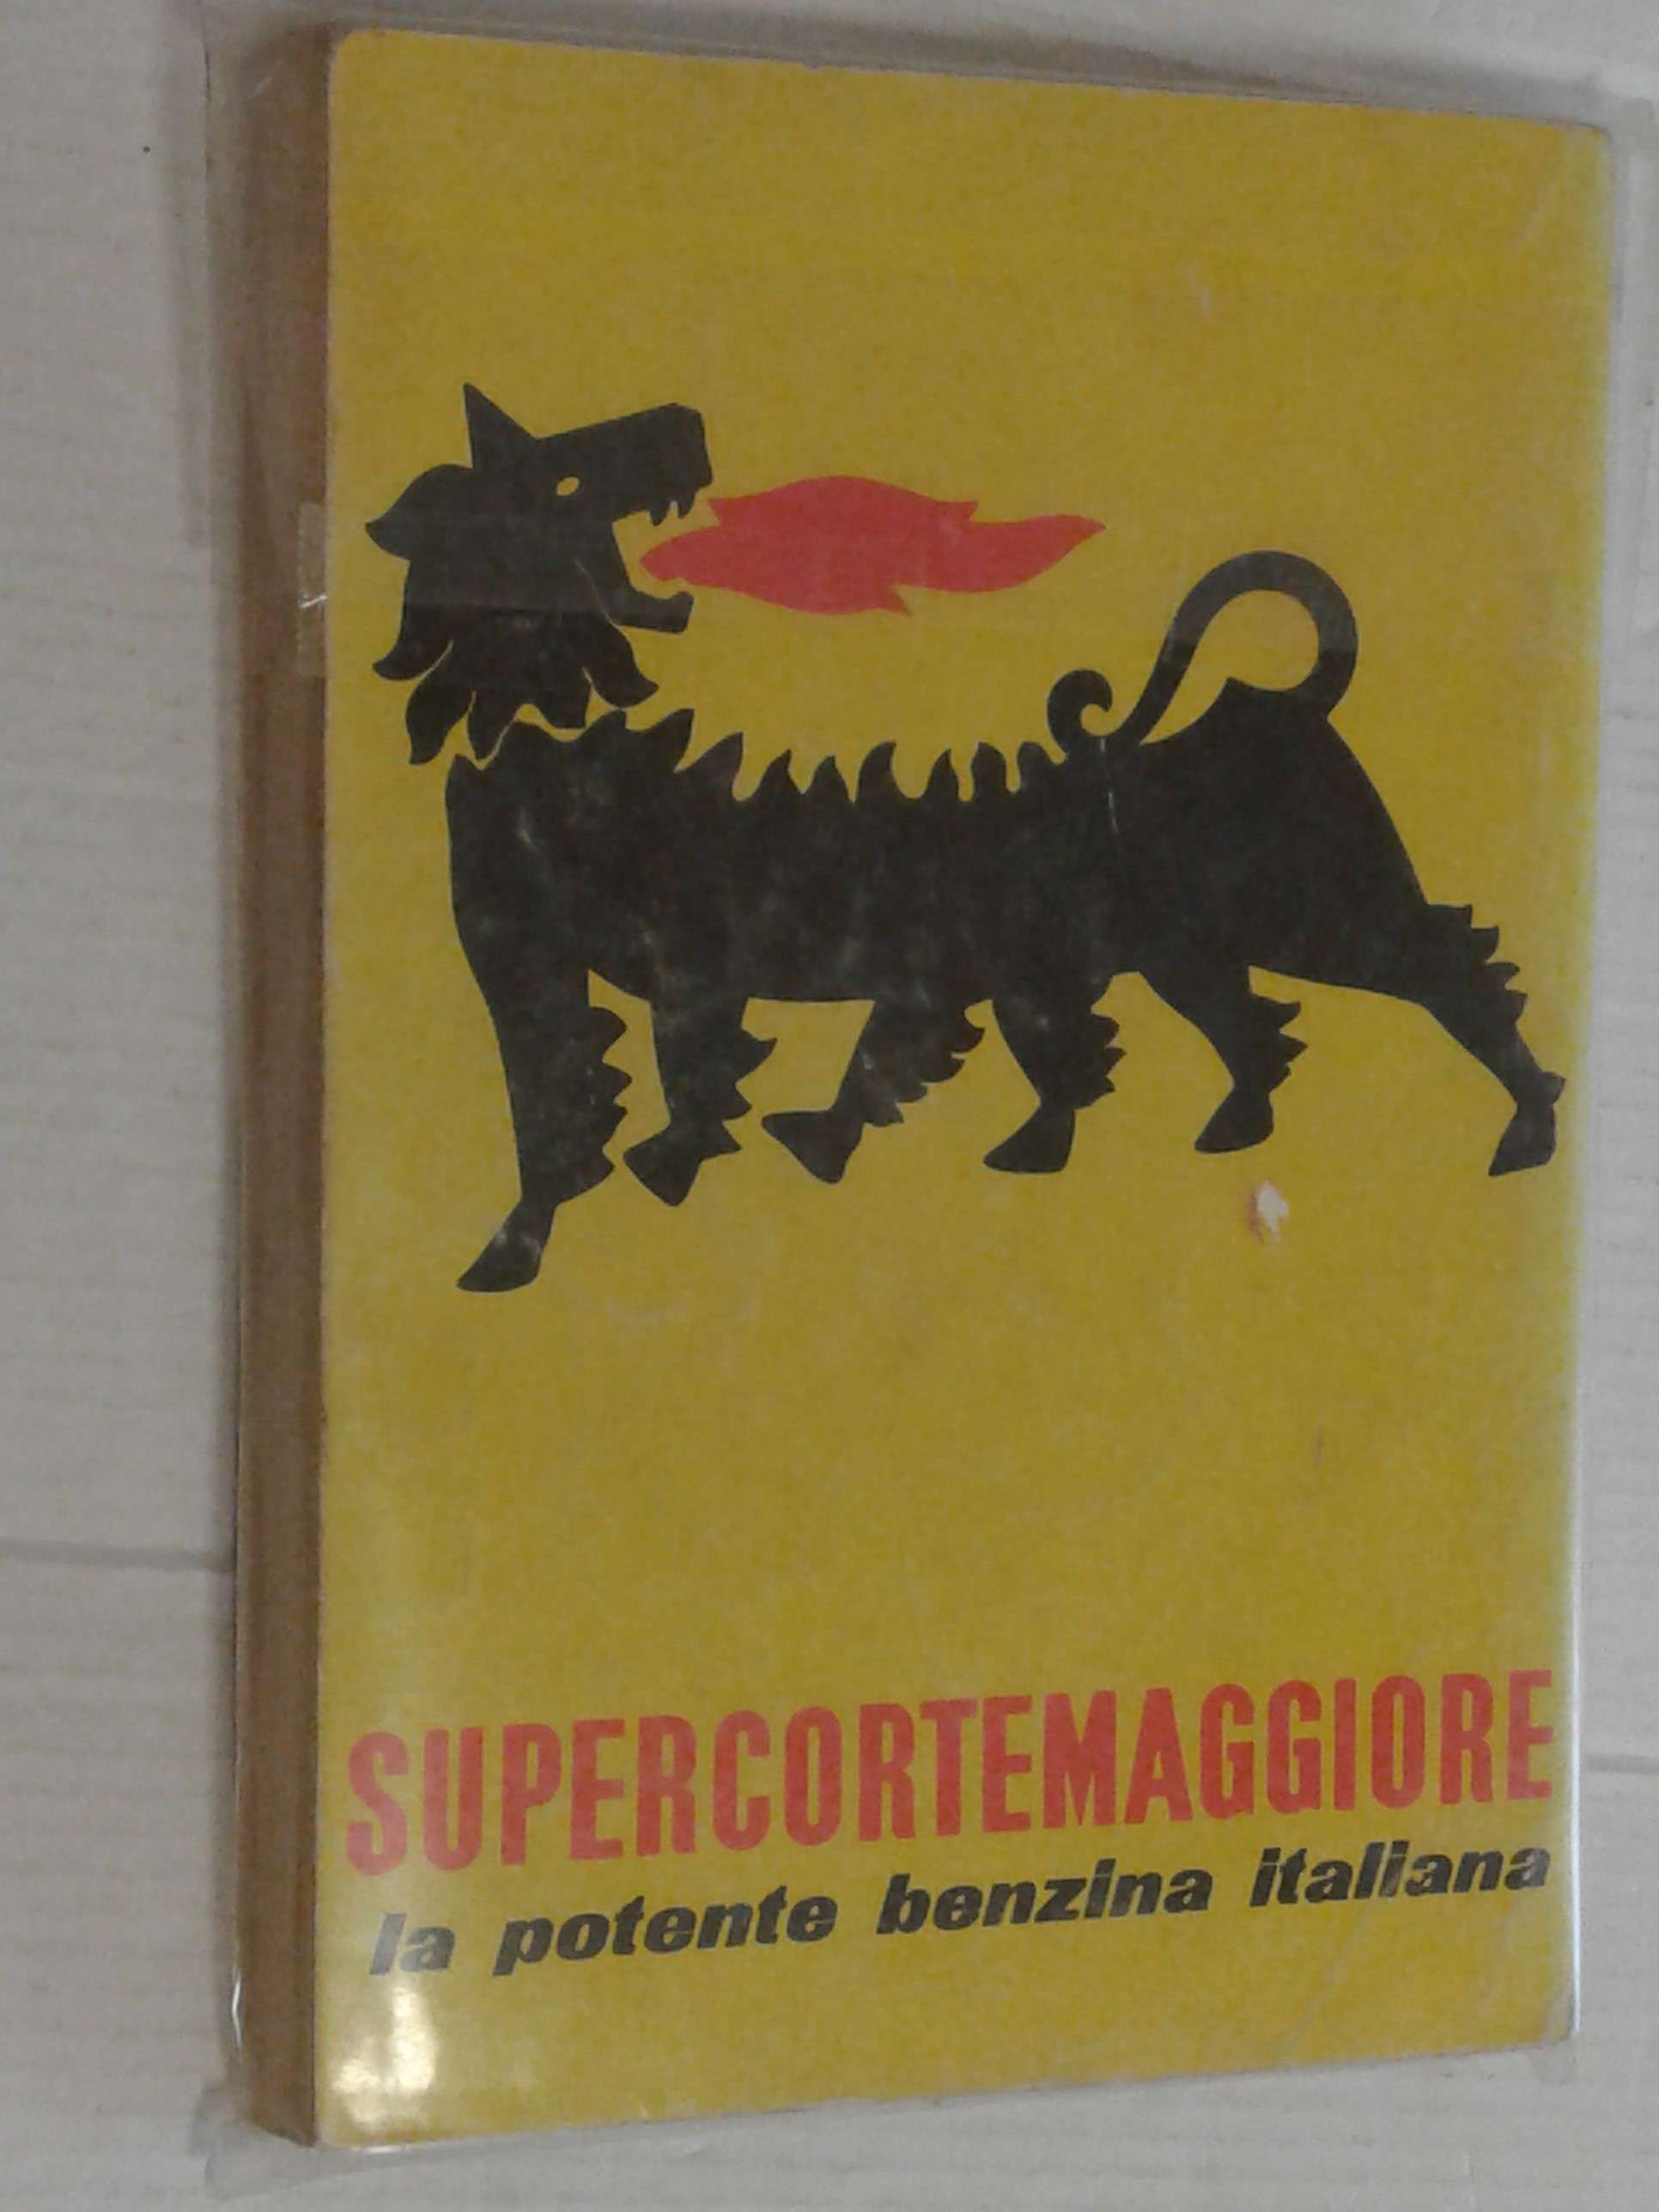 SUPERCORTEMAGGIORE
la potente benzina italiana